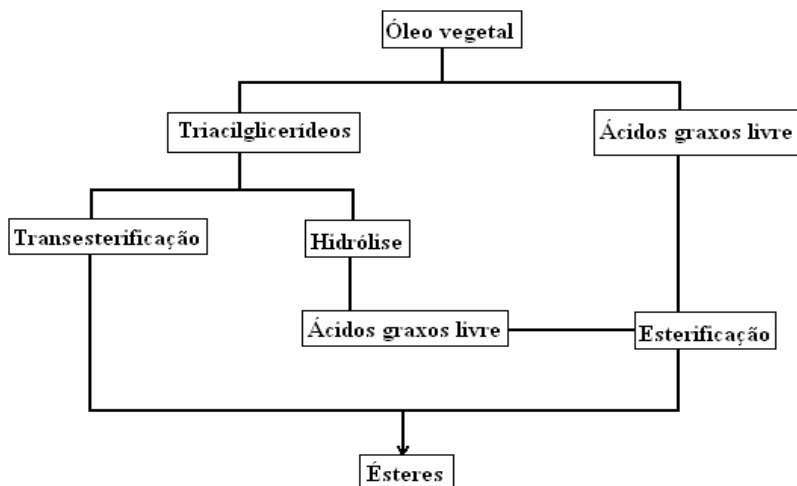 Óleo vegetal
Triacilglicerídeos
Ácidos graxos livre
Transesterificação
Hidrólise
Ácidos graxos livre
Esterificação
Ésteres